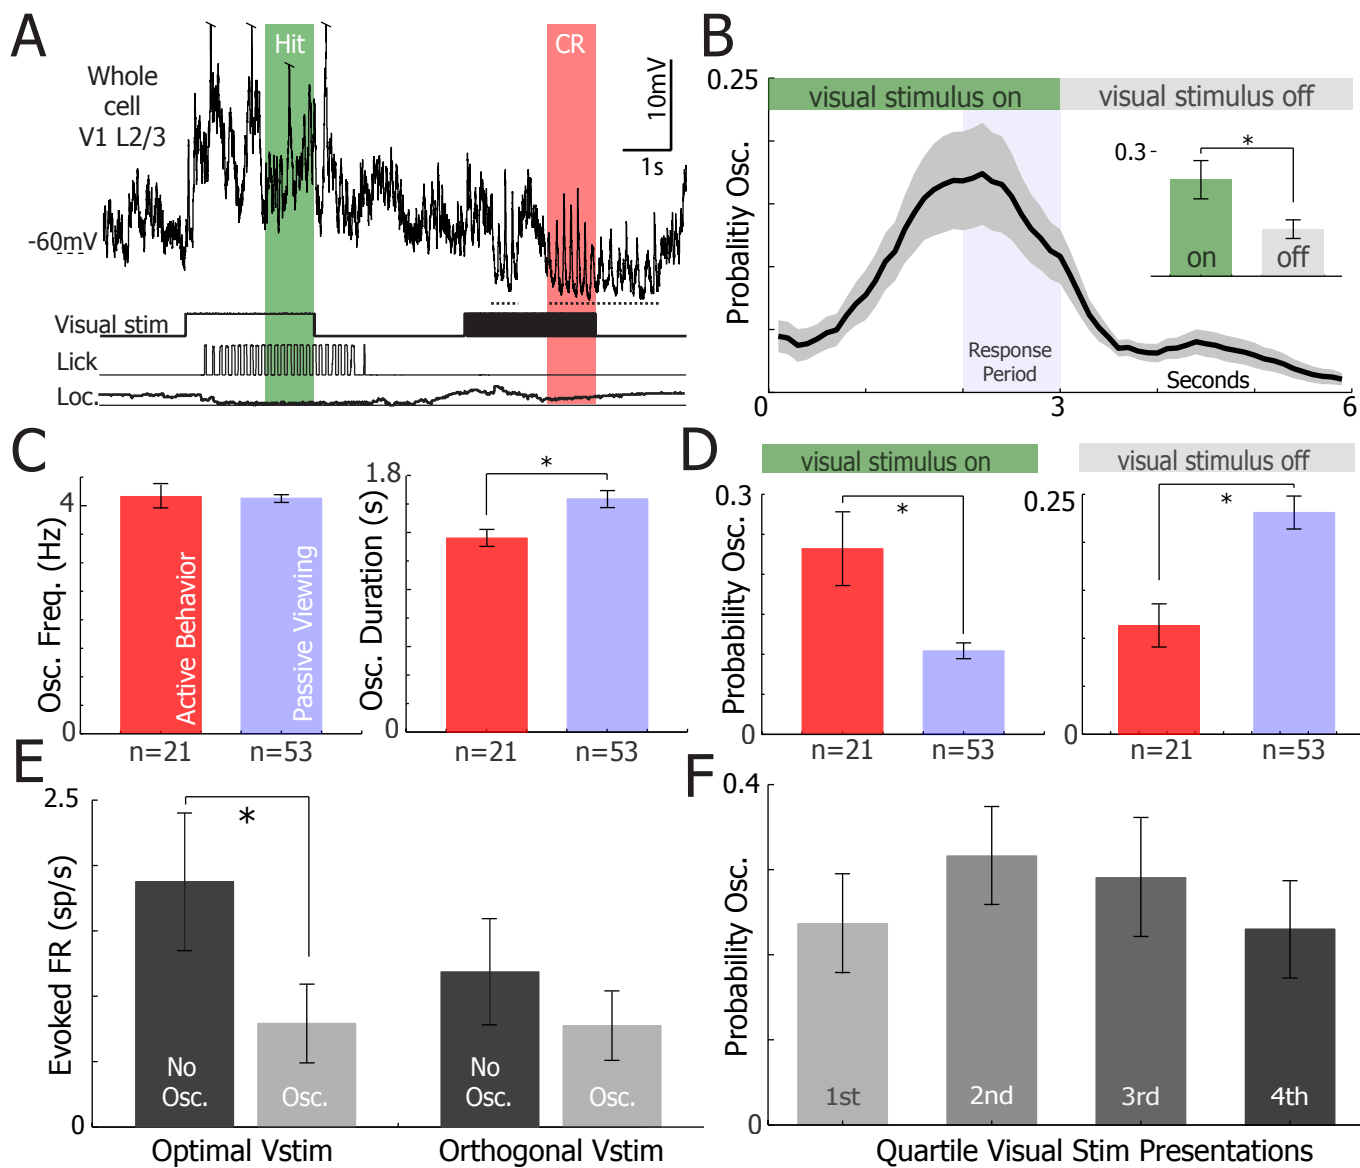 A
Whole
cell
V1 L2/3
Hit
CR
10mV
1s
-60mV
Visual stim
Lick
Loc.
B
0.25
visual stimulus on
visual stimulus off
Probalitiy Osc.
0.3
*
on
off
Response
Period
Seconds
0
3
6
C
Osc. Freq. (Hz)
4
0
Active Behavior
Passive Viewing
n=21
n=53
Osc. Duration (s)
1.8
0
*
n=21
n=53
D
visual stimulus on
visual stimulus off
Probability Osc.
0.3
0
*
n=21
n=53
0.25
0
*
n=21
n=53
E
Evoked FR (sp/s)
2.5
0
*
No
Osc.
Osc.
No
Osc.
Osc.
Optimal Vstim
Orthogonal Vstim
F
Probability Osc.
0.4
0
1st
2nd
3rd
4th
Quartile Visual Stim Presentations